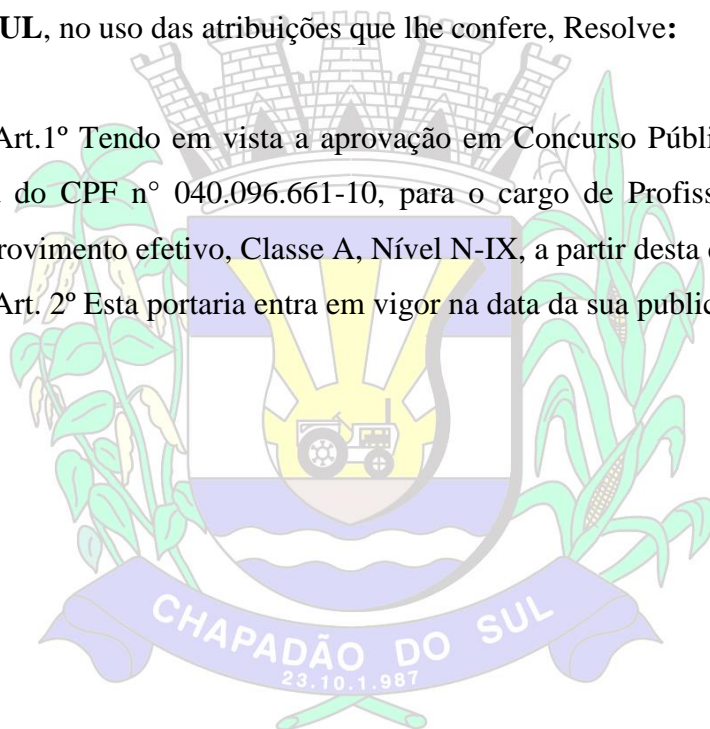 UL, no uso das atribuições que lhe confere, Resolve:
Art.1º Tendo em vista a aprovação em Concurso Públi
do CPF n° 040.096.661-10, para o cargo de Profiss
rovimento efetivo, Classe A, Nível N-IX, a partir desta
Art. 2º Esta portaria entra em vigor na data da sua public
CHAPADÃO DO SUL
23.10.1.987